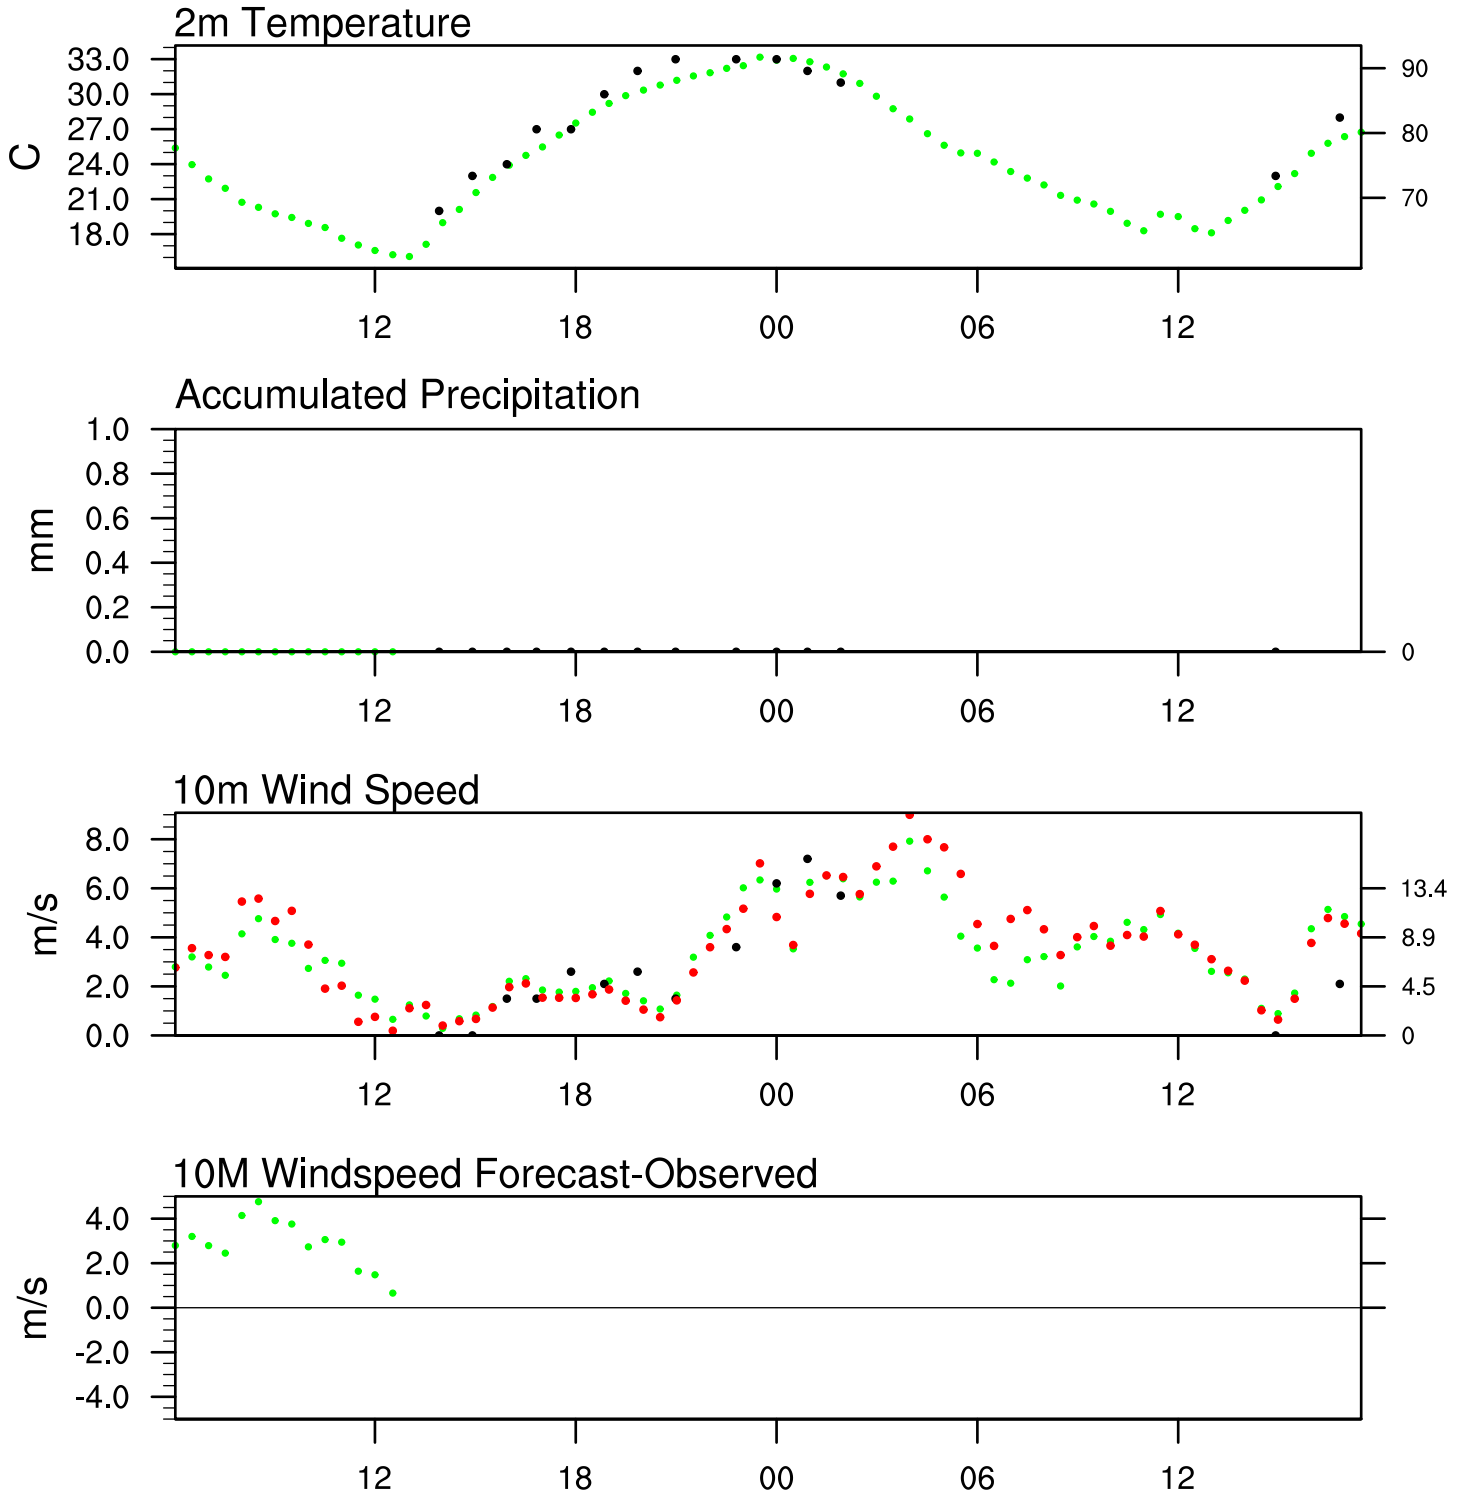 2m Temperature
33.0
30.0
27.0
24.0
21.0
18.0
C
90
80
70
12 18 00 06 12
Accumulated Precipitation
1.0
0.8
0.6
0.4
0.2
0.0
mm
0
12 18 00 06 12
10m Wind Speed
8.0
6.0
4.0
2.0
0.0
m/s
13.4
8.9
4.5
0
12 18 00 06 12
10M Windspeed Forecast-Observed
4.0
2.0
0.0
-2.0
-4.0
m/s
12 18 00 06 12